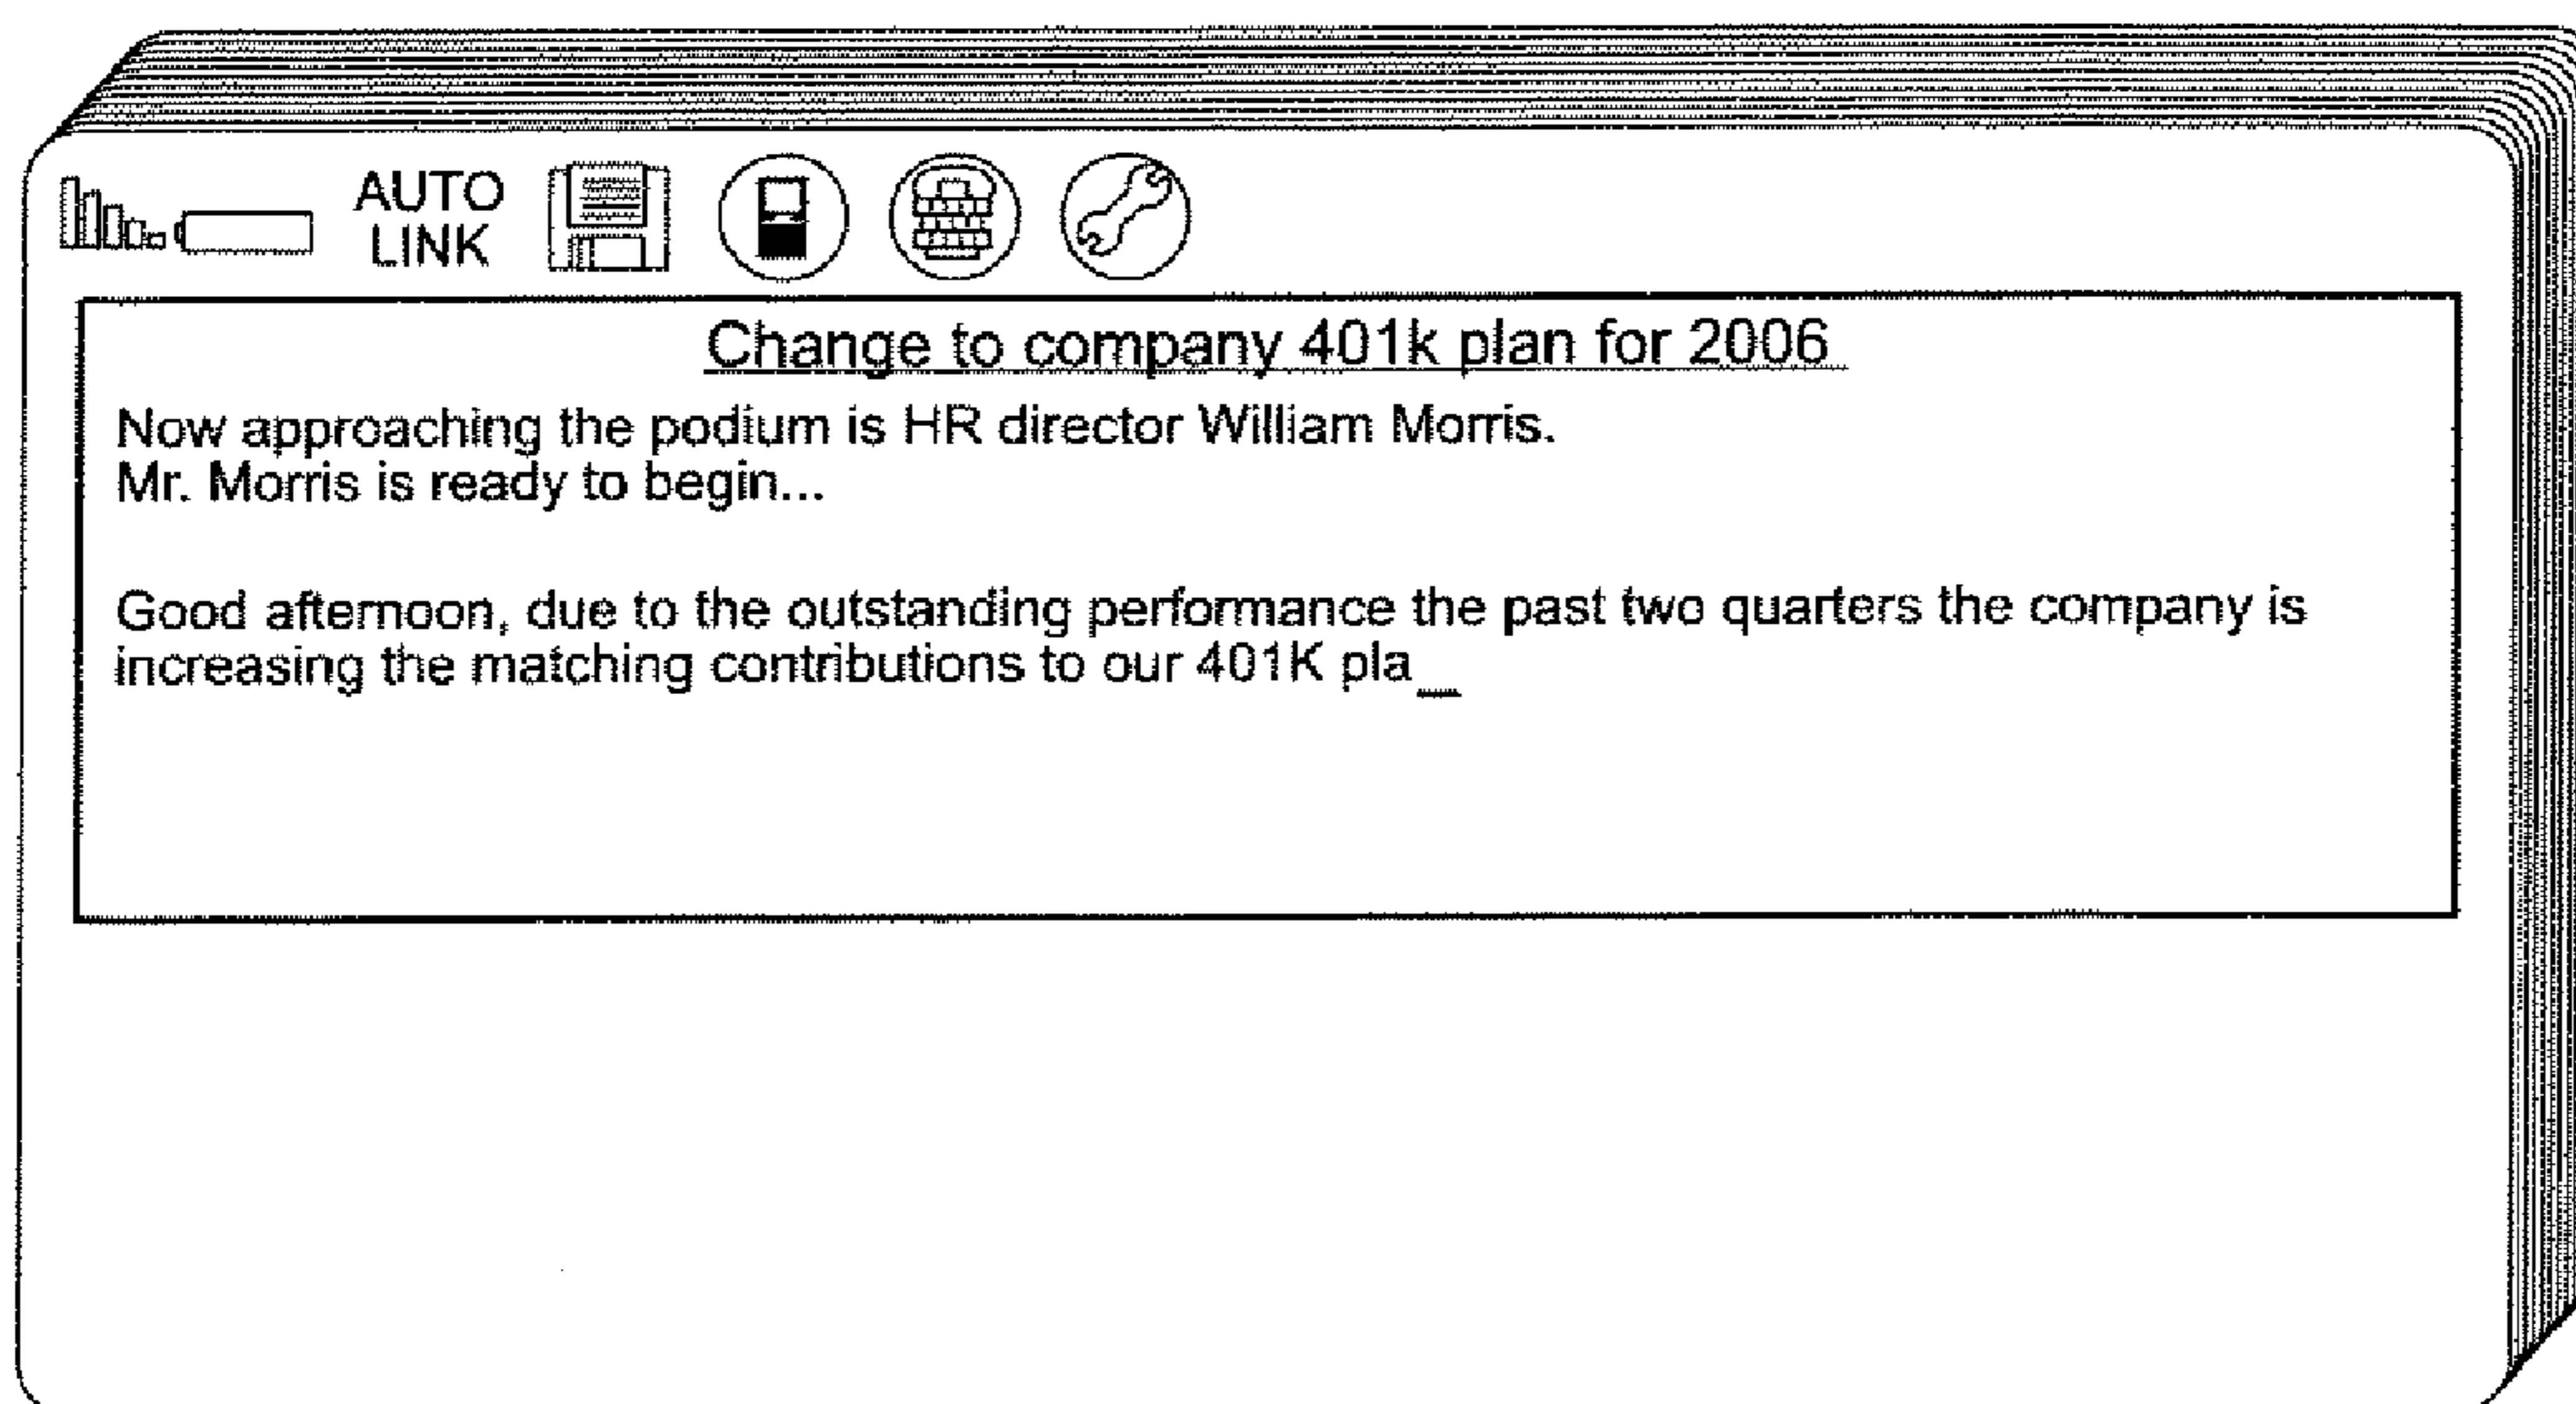 AUTO
LINK
Change to company 401k plan for 2006
Now approaching the podium is HR director William Morris.
Mr. Morris is ready to begin...
Good afternoon, due to the outstanding performance the past two quarters the company is
increasing the matching contributions to our 401K pla_